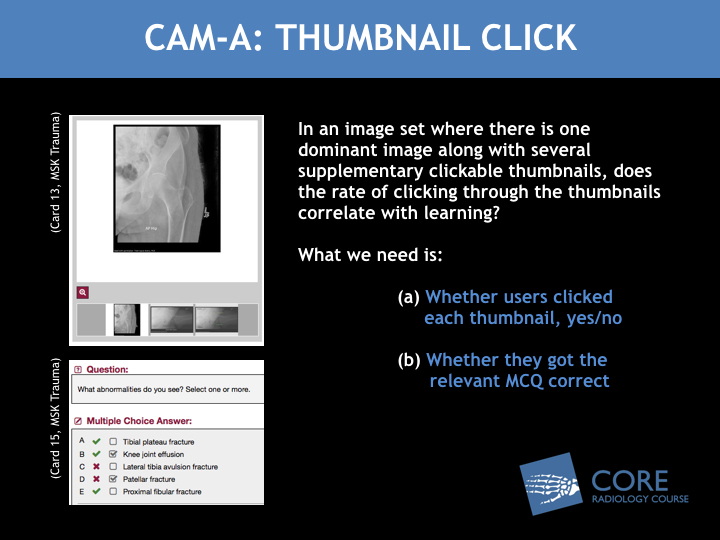 CAM-A: THUMBNAIL CLICK
(Card 13, MSK Trauma)
In an image set where there is one
dominant image along with several
supplementary clickable thumbnails, does
the rate of clicking through the thumbnails
correlate with learning?
What we need is:
(a) Whether users clicked
each thumbnail, yes/no
(b) Whether they got the
relevant MCQ correct
(Card 15, MSK Trauma)
Question:
What abnormalities do you see? Select one or more.
Multiple Choice Answer:
A Tibial plateau fracture
B Knee joint effusion
C Lateral tibia avulsion fracture
D Patellar fracture
E Proximal fibular fracture
CORE
RADIOLOGY COURSE